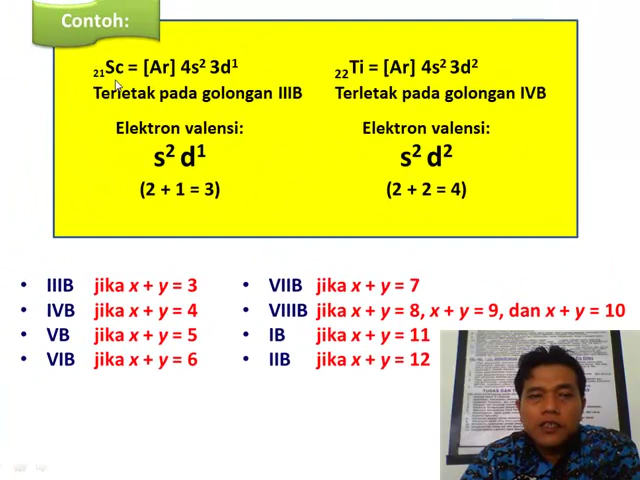 Contoh:
21Sc = [Ar] 4s² 3d¹
Terletak pada golongan IIIB
Elektron valensi:
s² d¹
(2 + 1 = 3)
22Ti = [Ar] 4s² 3d²
Terletak pada golongan IVB
Elektron valensi:
s² d²
(2 + 2 = 4)
• IIIB jika x + y = 3
• IVB jika x + y = 4
• VB jika x + y = 5
• VIB jika x + y = 6
• VIIB jika x + y = 7
• VIIIB jika x + y = 8, x + y = 9, dan x + y = 10
• IB jika x + y = 11
• IIB jika x + y = 12